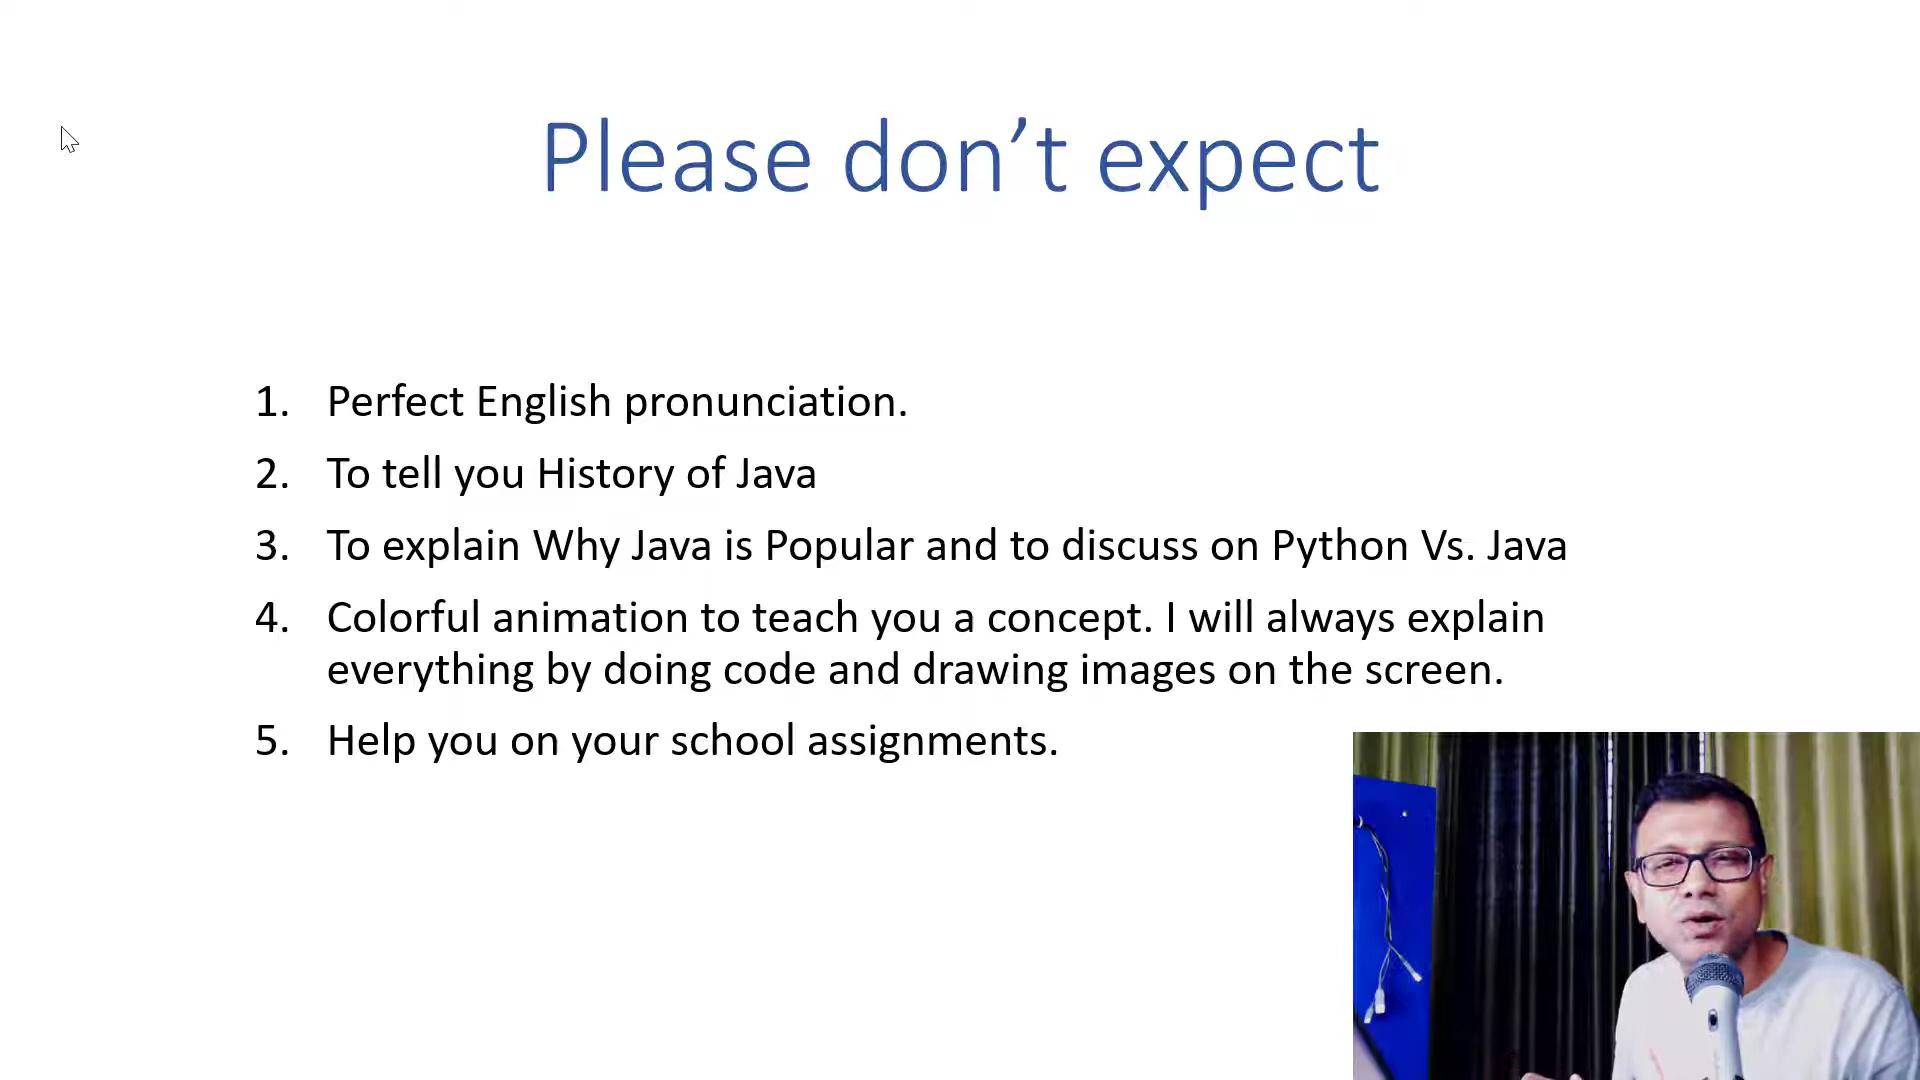 Please don’t expect
1. Perfect English pronunciation.
2. To tell you History of Java
3. To explain Why Java is Popular and to discuss on Python Vs. Java
4. Colorful animation to teach you a concept. I will always explain
everything by doing code and drawing images on the screen.
5. Help you on your school assignments.